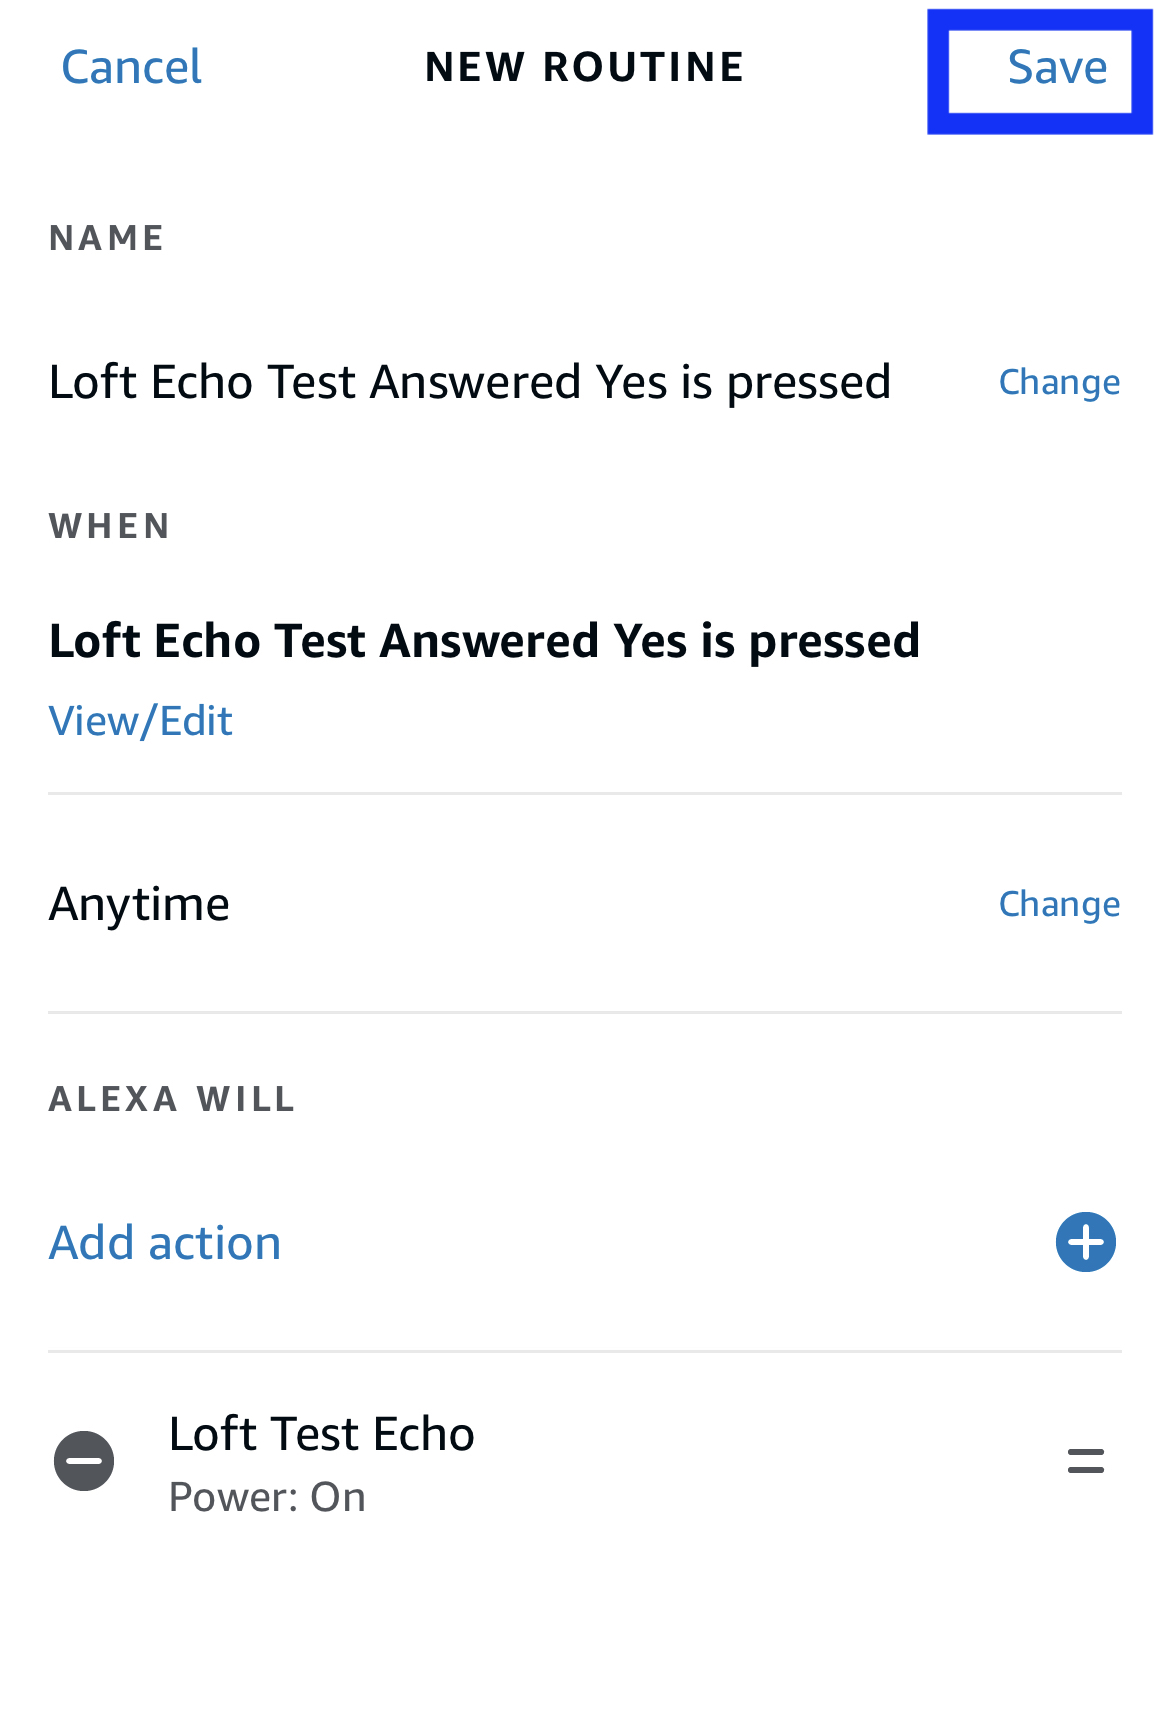 Cancel NEW ROUTINE Save
NAME
Loft Echo Test Answered Yes is pressed Change
WHEN
Loft Echo Test Answered Yes is pressed
View/Edit
Anytime Change
ALEXA WILL
Add action
Loft Test Echo
Power: On